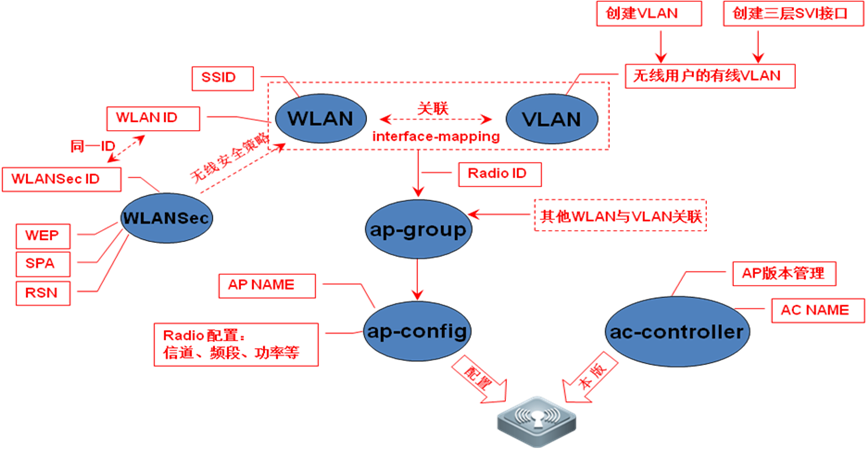 创建VLAN
创建三层SVI接口
SSID
无线用户的有线VLAN
WLAN ID
WLAN
关联
interface-mapping
VLAN
同一ID
无线安全策略
WLANSec ID
Radio ID
WLANSec
WEP
SPA
RSN
ap-group
其他WLAN与VLAN关联
AP NAME
AP版本管理
AC NAME
Radio 配置：
信道、频段、功率等
ap-config
ac-controller
配置
本版